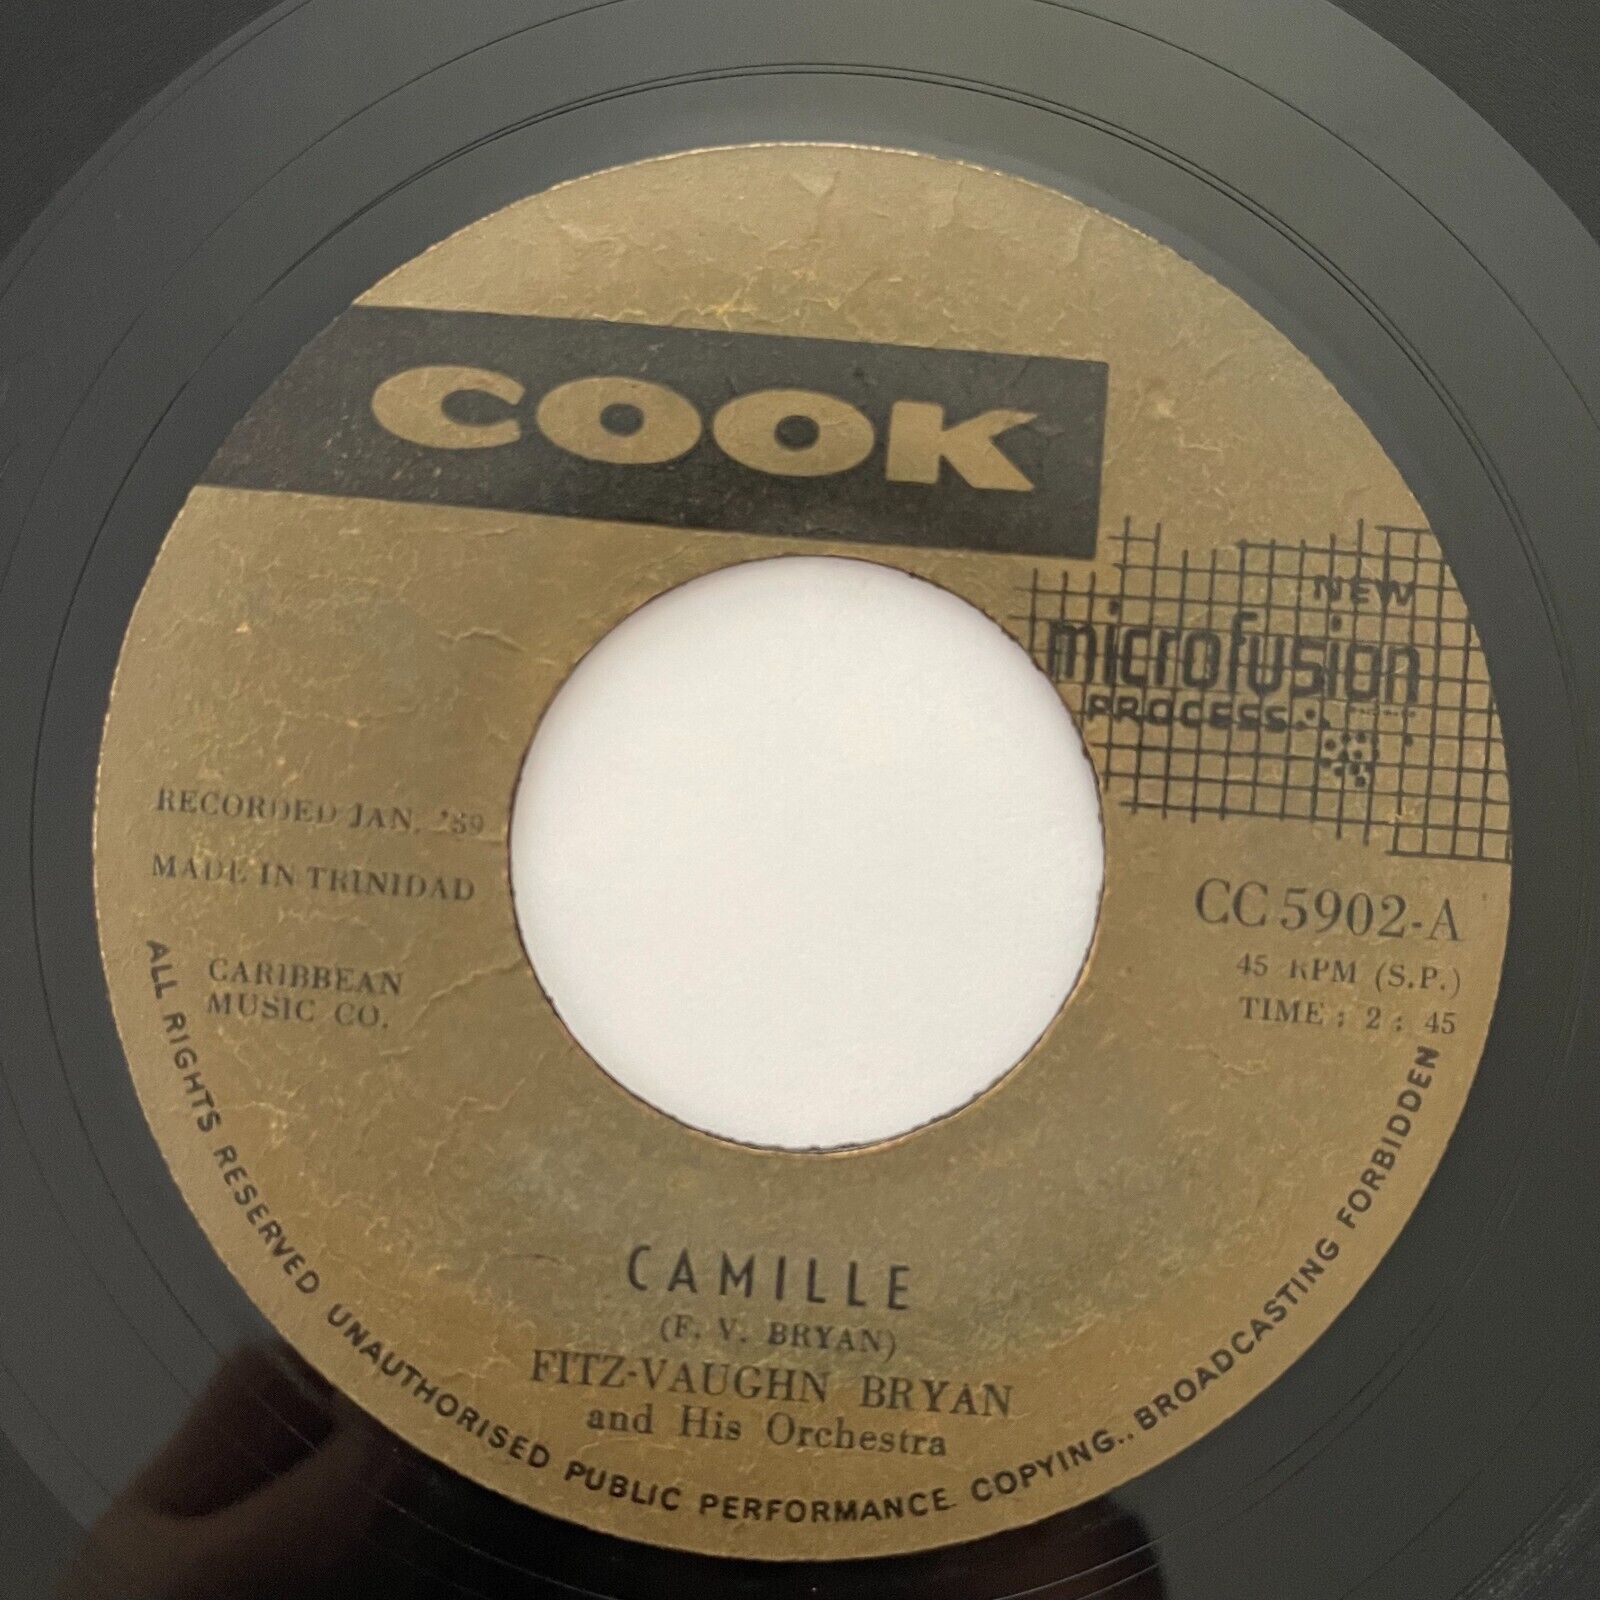 COOK
NEW
microfusion
PROCESS
RECORDED JAN. '59
MADE IN TRINIDAD
CARIBBEAN
MUSIC CO.
CC 5902-A
45 RPM (S.P.)
TIME : 2 : 45
CAMILLE
(F. V. BRYAN)
FITZ-VAUGHN BRYAN
and His Orchestra
ALL RIGHTS RESERVED UNAUTHORISED PUBLIC PERFORMANCE. COPYING., BROADCASTING FORBIDDEN